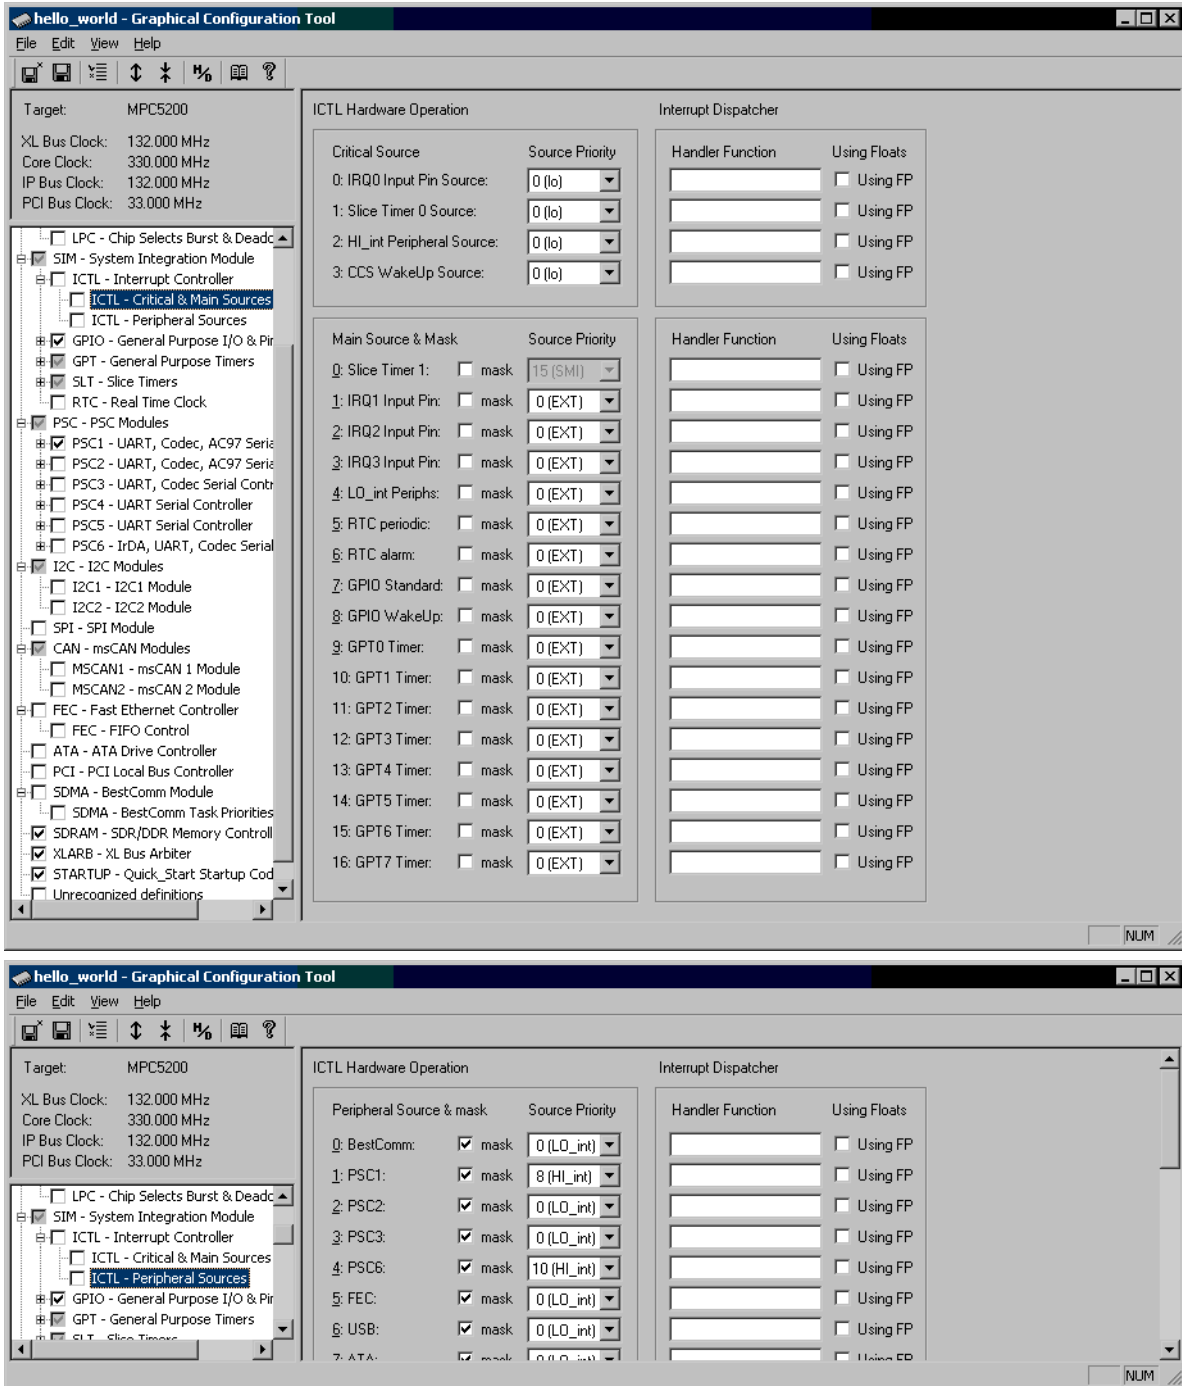 hello_world - Graphical Configuration Tool
File Edit View Help
Target: MPC5200
XL Bus Clock: 132.000 MHz
Core Clock: 330.000 MHz
IP Bus Clock: 132.000 MHz
PCI Bus Clock: 33.000 MHz
LPC - Chip Selects Burst & Deadc
SIM - System Integration Module
ICTL - Interrupt Controller
ICTL - Critical & Main Sources
ICTL - Peripheral Sources
GPIO - General Purpose I/O & Pin
GPT - General Purpose Timers
SLT - Slice Timers
RTC - Real Time Clock
PSC - PSC Modules
PSC1 - UART, Codec, AC97 Seria
PSC2 - UART, Codec, AC97 Seria
PSC3 - UART, Codec Serial Contr
PSC4 - UART Serial Controller
PSC5 - UART Serial Controller
PSC6 - IrDA, UART, Codec Serial
I2C - I2C Modules
I2C1 - I2C1 Module
I2C2 - I2C2 Module
SPI - SPI Module
CAN - msCAN Modules
MSCAN1 - msCAN 1 Module
MSCAN2 - msCAN 2 Module
FEC - Fast Ethernet Controller
FEC - FIFO Control
ATA - ATA Drive Controller
PCI - PCI Local Bus Controller
SDMA - BestComm Module
SDMA - BestComm Task Priorities
SDRAM - SDR/DDR Memory Controll
XLARB - XL Bus Arbiter
STARTUP - Quick_Start Startup Cod
Unrecognized definitions
ICTL Hardware Operation Interrupt Dispatcher
Critical Source Source Priority Handler Function Using Floats
0: IRQ0 Input Pin Source: 0 (lo) Using FP
1: Slice Timer 0 Source: 0 (lo) Using FP
2: HI_int Peripheral Source: 0 (lo) Using FP
3: CCS WakeUp Source: 0 (lo) Using FP
Main Source & Mask Source Priority Handler Function Using Floats
0: Slice Timer 1: mask 15 (SMI) Using FP
1: IRQ1 Input Pin: mask 0 (EXT) Using FP
2: IRQ2 Input Pin: mask 0 (EXT) Using FP
3: IRQ3 Input Pin: mask 0 (EXT) Using FP
4: LO_int Periphs: mask 0 (EXT) Using FP
5: RTC periodic: mask 0 (EXT) Using FP
6: RTC alarm: mask 0 (EXT) Using FP
7: GPIO Standard: mask 0 (EXT) Using FP
8: GPIO WakeUp: mask 0 (EXT) Using FP
9: GPT0 Timer: mask 0 (EXT) Using FP
10: GPT1 Timer: mask 0 (EXT) Using FP
11: GPT2 Timer: mask 0 (EXT) Using FP
12: GPT3 Timer: mask 0 (EXT) Using FP
13: GPT4 Timer: mask 0 (EXT) Using FP
14: GPT5 Timer: mask 0 (EXT) Using FP
15: GPT6 Timer: mask 0 (EXT) Using FP
16: GPT7 Timer: mask 0 (EXT) Using FP
NUM
hello_world - Graphical Configuration Tool
File Edit View Help
Target: MPC5200
XL Bus Clock: 132.000 MHz
Core Clock: 330.000 MHz
IP Bus Clock: 132.000 MHz
PCI Bus Clock: 33.000 MHz
LPC - Chip Selects Burst & Deadc
SIM - System Integration Module
ICTL - Interrupt Controller
ICTL - Critical & Main Sources
ICTL - Peripheral Sources
GPIO - General Purpose I/O & Pin
GPT - General Purpose Timers
SLT - Slice Timers
ICTL Hardware Operation Interrupt Dispatcher
Peripheral Source & mask Source Priority Handler Function Using Floats
0: BestComm: mask 0 (LO_int) Using FP
1: PSC1: mask 8 (HI_int) Using FP
2: PSC2: mask 0 (LO_int) Using FP
3: PSC3: mask 0 (LO_int) Using FP
4: PSC6: mask 10 (HI_int) Using FP
5: FEC: mask 0 (LO_int) Using FP
6: USB: mask 0 (LO_int) Using FP
7: ATA: mask 0 (LO_int) Using FP
NUM